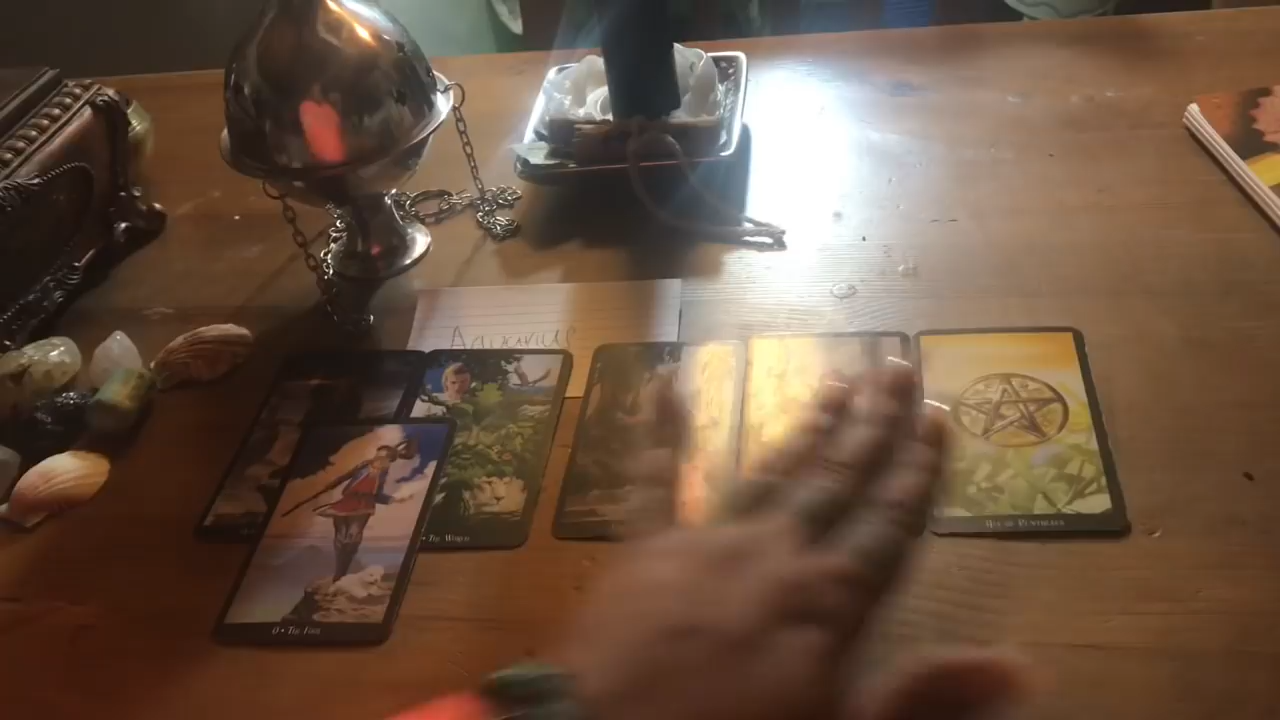 Aquarius
• The World
0 • The Fool
Ace of Pentacles